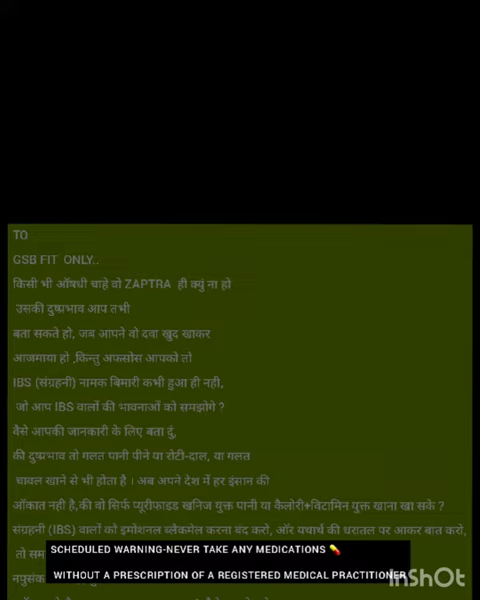 TO
GSB FIT ONLY..
किसी भी औषधी चाहे वो ZAPTRA ही क्युं ना हो
उसकी दुष्प्रभाव आप तभी
बता सकते हो, जब आपने वो दवा खुद खाकर
आजमाया हो ,किन्तु अफसोस आपको तो
IBS (संग्रहनी) नामक बिमारी कभी हुआ ही नही,
जो आप IBS वालों की भावनाओं को समझोगे ?
वैसे आपकी जानकारी के लिए बता दुं,
की दुष्प्रभाव तो गलत पानी पीने या रोटी-दाल, या गलत
चावल खाने से भी होता है । अब अपने देश में हर इंसान की
औकात नही है,की वो सिर्फ प्यूरीफाइड खनिज युक्त पानी या कैलोरी+विटामिन युक्त खाना खा सके ?
संग्रहनी (IBS) वालों को इमोशनल ब्लैकमेल करना बंद करो, और यथार्थ की धरातल पर आकर बात करो,
तो सम
SCHEDULED WARNING-NEVER TAKE ANY MEDICATIONS 💊
नपुसंक
WITHOUT A PRESCRIPTION OF A REGISTERED MEDICAL PRACTITIONER
InShOt